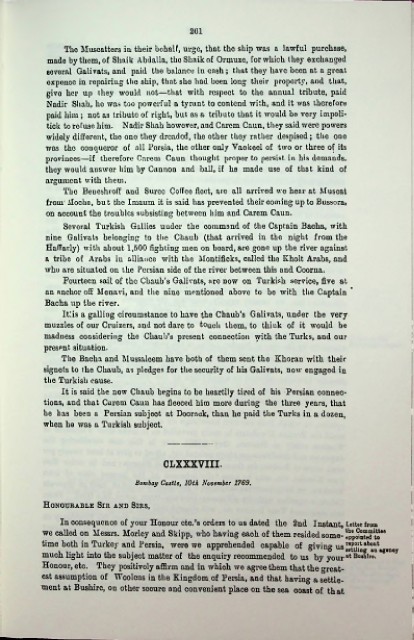 261
The Muscatters in their behalf, urge, that the ship was a lawful purchase,
made by them, of Shaik Abdulla, the Shaik of Ormuze, for which they exchanged
several Galivats, and paid the balance in cash; that they have been at a great
expence in repairing the ship, that she had been long their property, and that,
give her up they would not—that with respect to the annual tribute, paid
Nadir Shah, he was too powerful a tyrant to contend with, and it was therefore
paid him; not as tribute of right, but as a tribute that it would be very impoli-
tick to refuse him. Nadir Shah however, and Carem Caun, they said were powers
widely different, the one they dreaded, the other they rather despised; the one
was the conqueror of all Persia, the other only Vackeel of two or three of its
provinces—if therefore Carem Caun thought proper to persist in his demands,
they would answer him by Cannon and ball, if he made use of that kind of
argument with them.
The Beneshroff and Suree Coffee fleet, are all arrived we hear at Muscat
from Mocha, but the Imaum it is said has prevented their coming up to Bussora,
on account the troubles subsisting between him and Carem Caun.
Several Turkish Gallies under the command of the Captain Bacha, with
nine Galivats belonging to the Chaub (that arrived in the night from the
Haffarly) with about 1,500 fighting men on board, are gone up the river against
a tribe of Arabs in alliance with the Montificks, called the Kholt Arabs, and
who are situated on the Persian side of the river between this and Coorna.
Fourteen sail of the Chaub's Galivats, are now on Turkish service, five at
an anchor off Menavi, and the nine mentioned above to be with the Captain
Bacha up the river.
It is a galling circumstance to have the Chaub's Galivats, under the very
muzzles of our Cruizers, and not dare to touch them, to think of it would be
madness considering the Chaub's present connection with the Turks, and our
present situation.
The Bacha and Mussaleem have both of them sent the Khoran with their
signets to the Chaub, as pledges for the security of his Galivats, now engaged in
the Turkish cause.
It is said the new Chaub begins to be heartily tired of his Persian connec-
tions, and that Carem Caun has fleeced him more during the three years, that
he has been a Persian subject at Doorack, than he paid the Turks in a dozen,
when he was a Turkish subject.
CLXXXVIII.
Bombay Castle, 10th November 1769.
HONOURABLE SIR AND SIRS,
In consequence of your Honour etc.'s orders to us dated the 2nd Instant,
we called on Messrs. Morley and Skipp, who having each of them resided some-
time both in Turkey and Persia, were we apprehended capable of giving us
much light into the subject matter of the enquiry recommended to us by your
Honour, etc. They positively affirm and in which we agree them that the great-
est assumption of Woolens in the Kingdom of Persia, and that having a settle-
ment at Bushire, on other secure and convenient place on the sea coast of that
Letter from
the Committee
appointed to
report about
settling an agency
at Bushire.